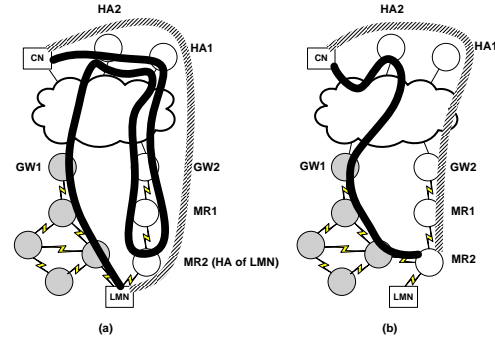 HA2
HA1
CN
GW1
GW2
MR1
MR2 (HA of LMN)
LMN
(a)
HA2
HA1
CN
GW1
GW2
MR1
MR2
LMN
(b)